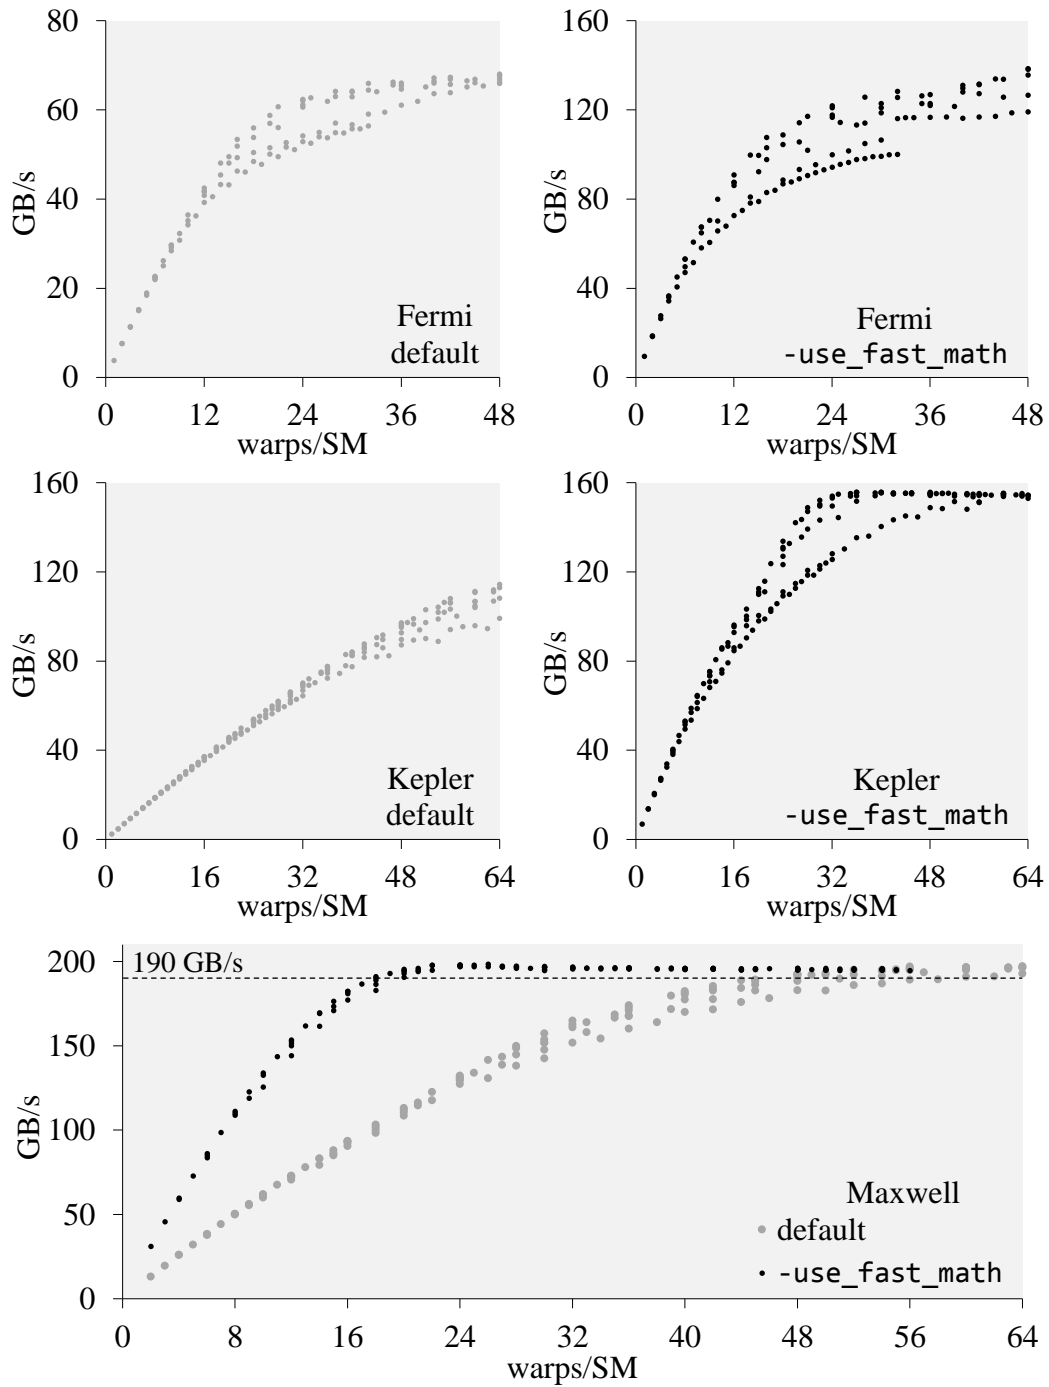 80
60
40
20
0
GB/s
Fermi
default
0 12 24 36 48
warps/SM
160
120
80
40
0
GB/s
Fermi
-use_fast_math
0 12 24 36 48
warps/SM
160
120
80
40
0
GB/s
Kepler
default
0 16 32 48 64
warps/SM
160
120
80
40
0
GB/s
Kepler
-use_fast_math
0 16 32 48 64
warps/SM
200
150
100
50
0
GB/s
190 GB/s
Maxwell
default
-use_fast_math
0 8 16 24 32 40 48 56 64
warps/SM